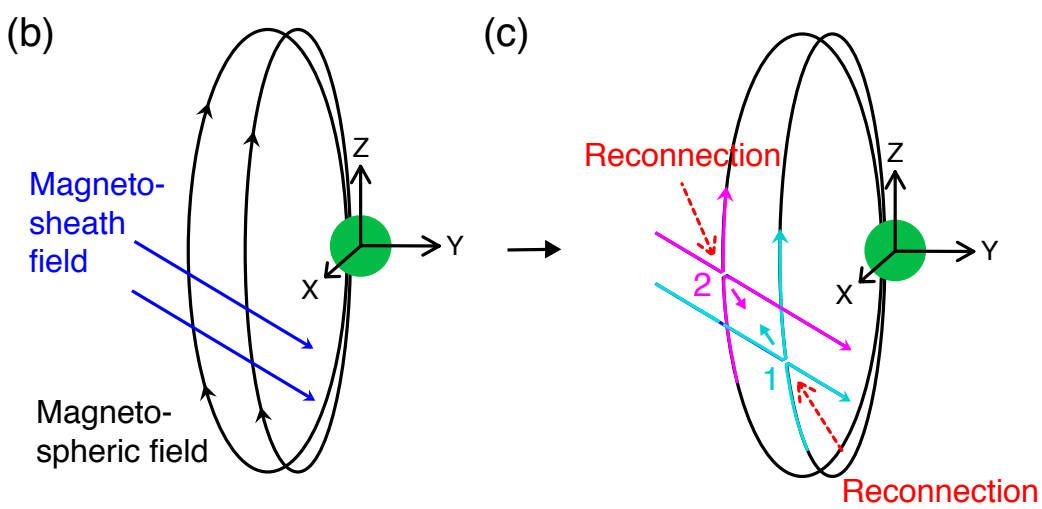 (b)
Z
Y
X
Magneto-
sheath
field
Magneto-
spheric field
(c)
Reconnection
Z
Y
X
2
1
Reconnection